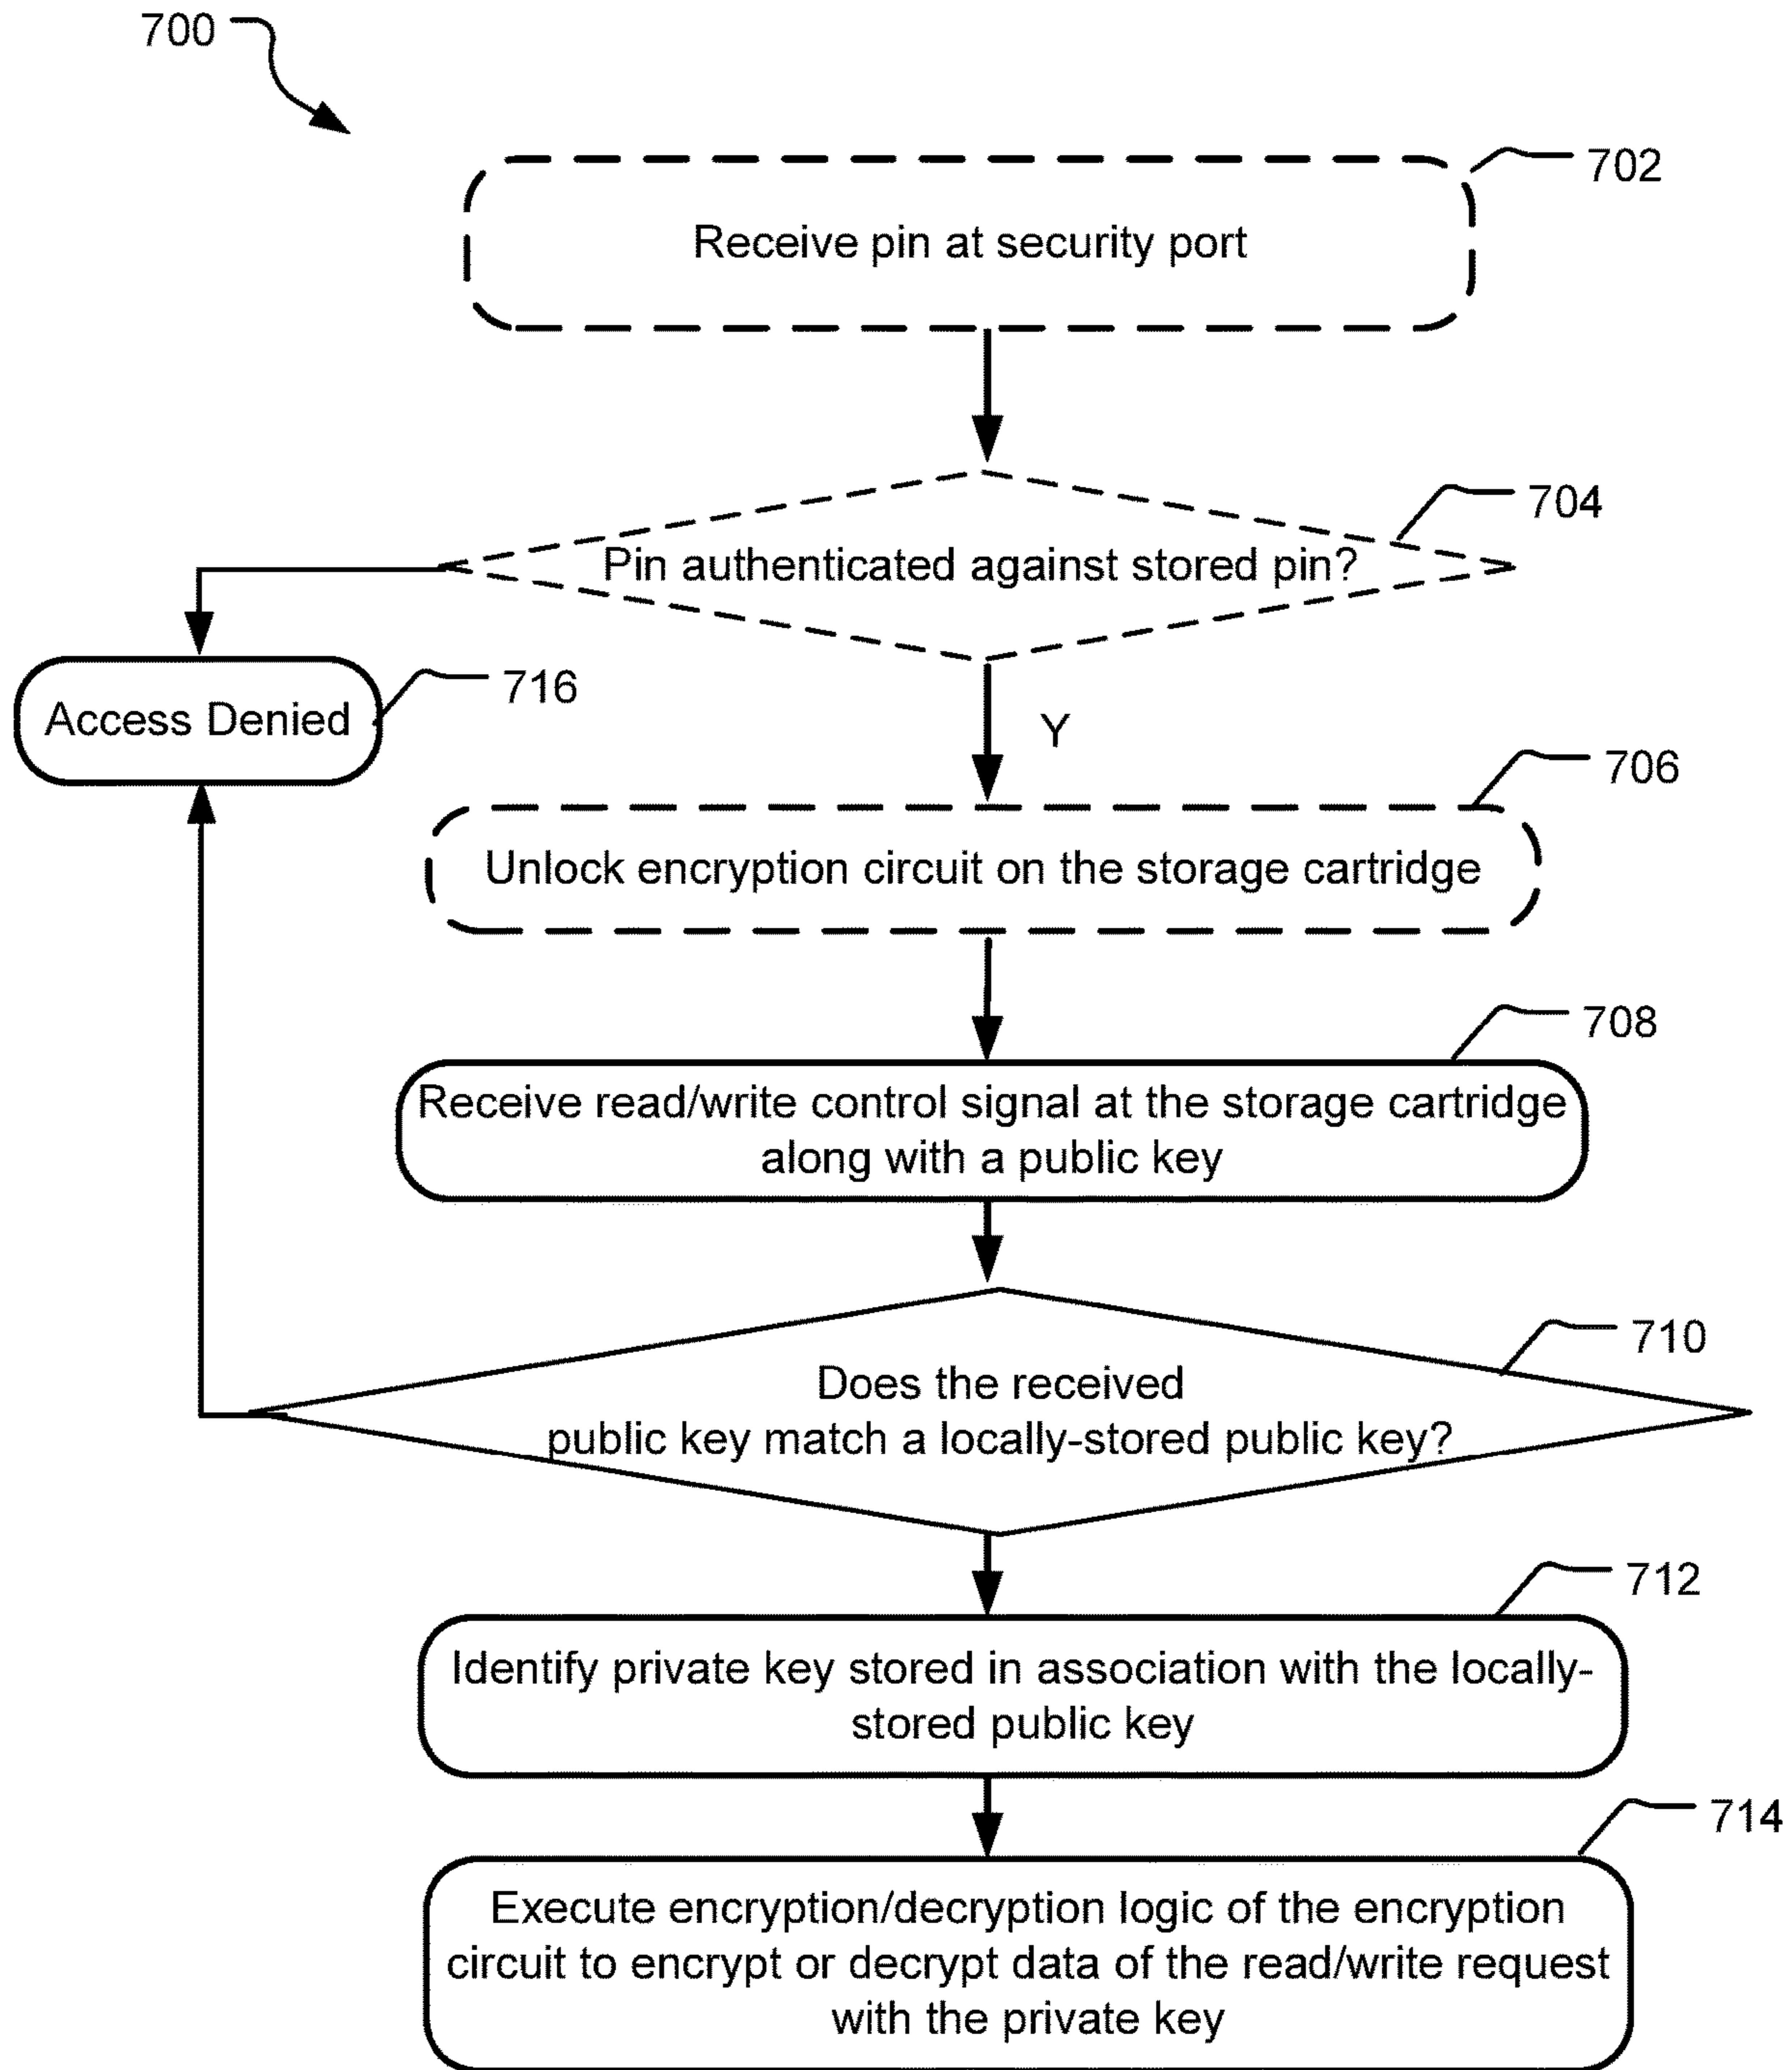 700
702
Receive pin at security port
704
Pin authenticated against stored pin?
716
Access Denied
Y
706
Unlock encryption circuit on the storage cartridge
708
Receive read/write control signal at the storage cartridge
along with a public key
710
Does the received
public key match a locally-stored public key?
712
Identify private key stored in association with the locally-
stored public key
714
Execute encryption/decryption logic of the encryption
circuit to encrypt or decrypt data of the read/write request
with the private key